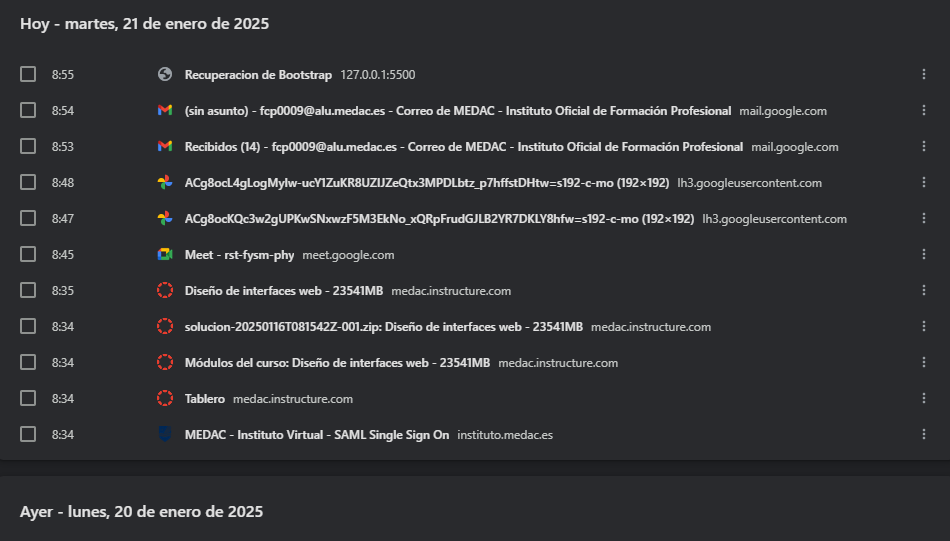 Hoy - martes, 21 de enero de 2025
8:55 Recuperacion de Bootstrap 127.0.0.1:5500
8:54 (sin asunto) - fcp0009@alu.medac.es - Correo de MEDAC - Instituto Oficial de Formación Profesional mail.google.com
8:53 Recibidos (14) - fcp0009@alu.medac.es - Correo de MEDAC - Instituto Oficial de Formación Profesional mail.google.com
8:48 ACg8ocL4gLogMylw-ucY1ZuKR8UZIJZeQtx3MPDLbtz_p7hffstDHtw=s192-c-mo (192×192) lh3.googleusercontent.com
8:47 ACg8ocKQc3w2gUPKwSNxwzF5M3EkNo_xQRpFrudGJLB2YR7DKLY8hfw=s192-c-mo (192×192) lh3.googleusercontent.com
8:45 Meet - rst-fysm-phy meet.google.com
8:35 Diseño de interfaces web - 23541MB medac.instructure.com
8:34 solucion-20250116T081542Z-001.zip: Diseño de interfaces web - 23541MB medac.instructure.com
8:34 Módulos del curso: Diseño de interfaces web - 23541MB medac.instructure.com
8:34 Tablero medac.instructure.com
8:34 MEDAC - Instituto Virtual - SAML Single Sign On instituto.medac.es
Ayer - lunes, 20 de enero de 2025